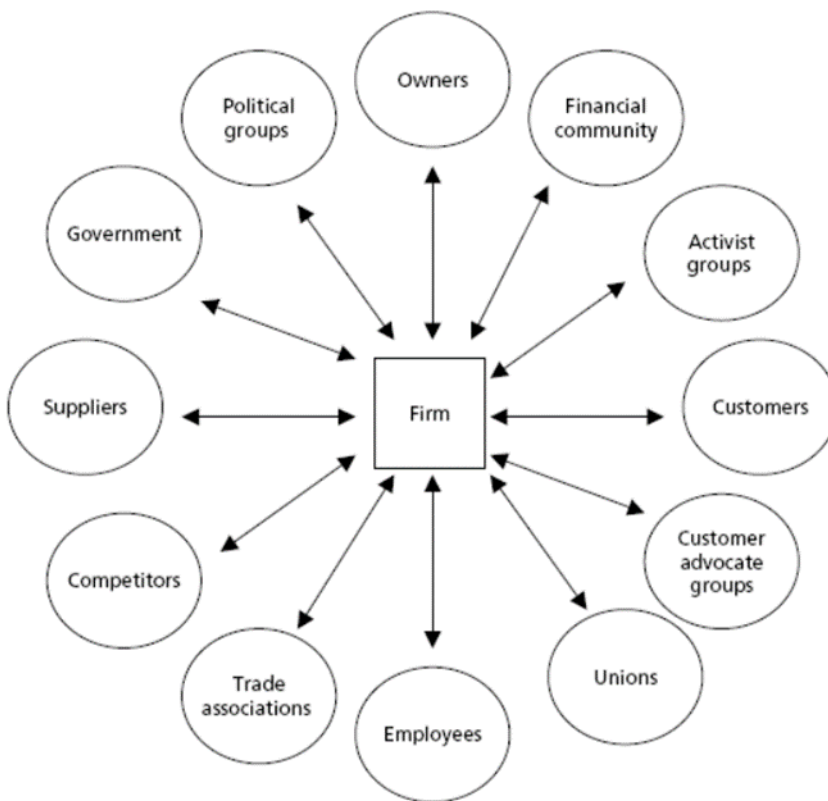 Owners
Political
groups
Financial
community
Government
Activist
groups
Suppliers
Firm
Customers
Competitors
Customer
advocate
groups
Trade
associations
Employees
Unions